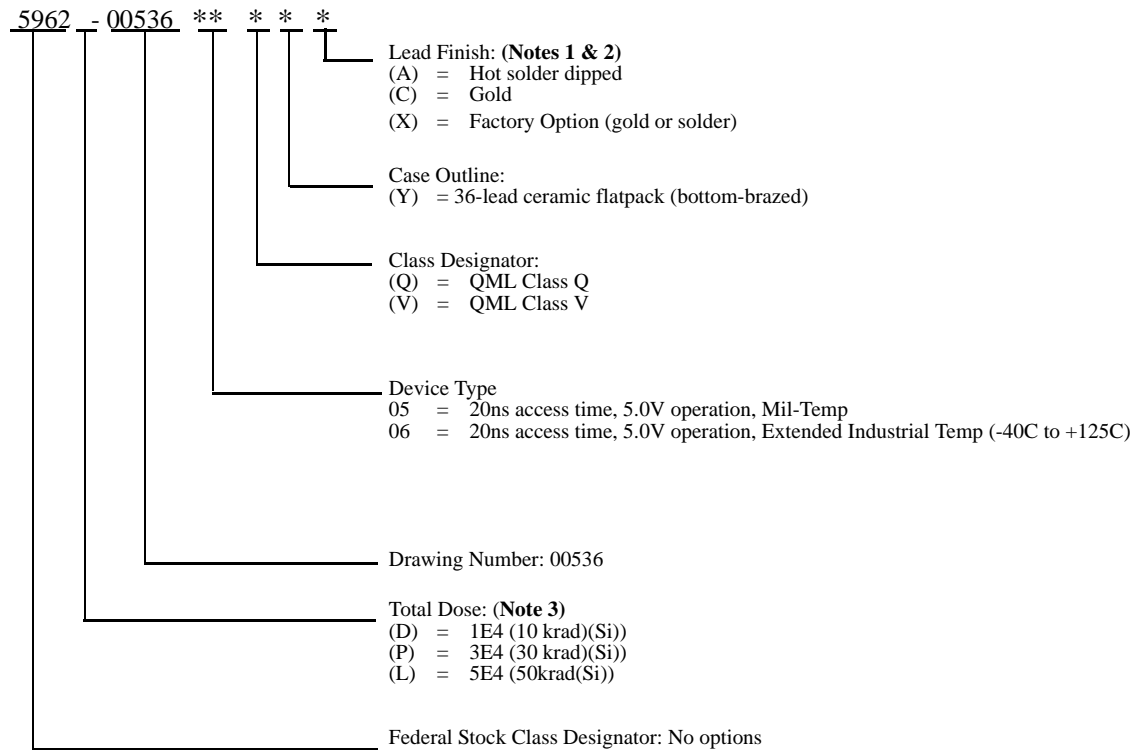 5962 - 00536 ** * * *
Lead Finish: (Notes 1 & 2)
(A) = Hot solder dipped
(C) = Gold
(X) = Factory Option (gold or solder)
Case Outline:
(Y) = 36-lead ceramic flatpack (bottom-brazed)
Class Designator:
(Q) = QML Class Q
(V) = QML Class V
Device Type
05 = 20ns access time, 5.0V operation, Mil-Temp
06 = 20ns access time, 5.0V operation, Extended Industrial Temp (-40C to +125C)
Drawing Number: 00536
Total Dose: (Note 3)
(D) = 1E4 (10 krad)(Si))
(P) = 3E4 (30 krad)(Si))
(L) = 5E4 (50krad(Si))
Federal Stock Class Designator: No options